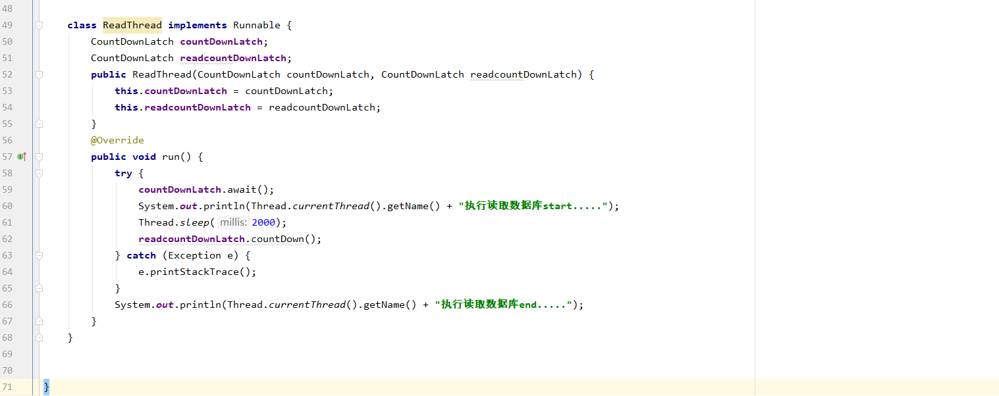 48
49 class ReadThread implements Runnable {
50 CountDownLatch countDownLatch;
51 CountDownLatch readcountDownLatch;
52 public ReadThread(CountDownLatch countDownLatch, CountDownLatch readcountDownLatch) {
53 this.countDownLatch = countDownLatch;
54 this.readcountDownLatch = readcountDownLatch;
55 }
56 @Override
57 public void run() {
58 try {
59 countDownLatch.await();
60 System.out.println(Thread.currentThread().getName() + "执行读取数据库start.....");
61 Thread.sleep( millis: 2000);
62 readcountDownLatch.countDown();
63 } catch (Exception e) {
64 e.printStackTrace();
65 }
66 System.out.println(Thread.currentThread().getName() + "执行读取数据库end.....");
67 }
68 }
69
70
71 }